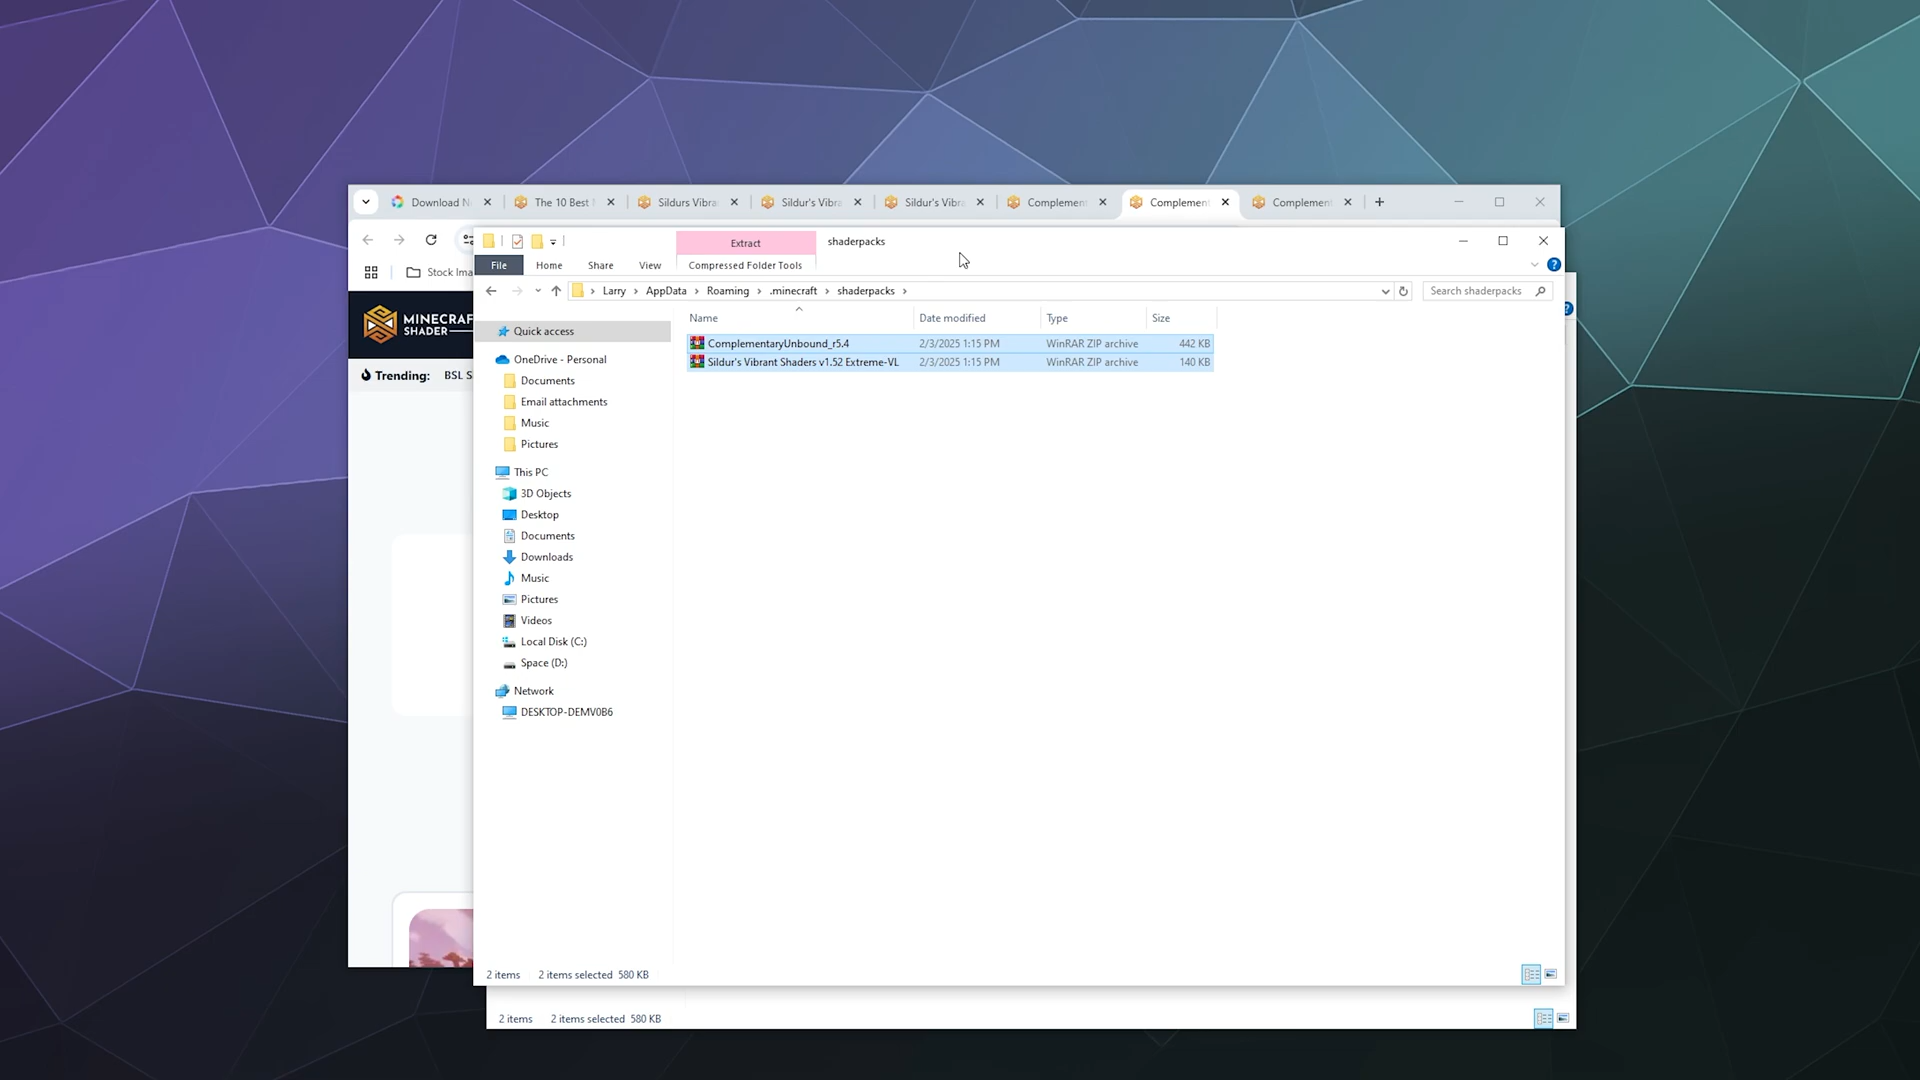 Download N
The 10 Best
Sildurs Vibra
Sildur's Vibra
Sildur's Vibra
Complement
Complement
Complement
Extract
shaderpacks
File
Home
Share
View
Compressed Folder Tools
Stock Ima
Larry
AppData
Roaming
.minecraft
shaderpacks
Search shaderpacks
MINECRAF
SHADER
Trending:
BSL S
Quick access
OneDrive - Personal
Documents
Email attachments
Music
Pictures
This PC
3D Objects
Desktop
Documents
Downloads
Music
Pictures
Videos
Local Disk (C:)
Space (D:)
Network
DESKTOP-DEMV0B6
Name
Date modified
Type
Size
ComplementaryUnbound_r5.4
2/3/2025 1:15 PM
WinRAR ZIP archive
442 KB
Sildur's Vibrant Shaders v1.52 Extreme-VL
2/3/2025 1:15 PM
WinRAR ZIP archive
140 KB
2 items
2 items selected 580 KB
2 items
2 items selected 580 KB